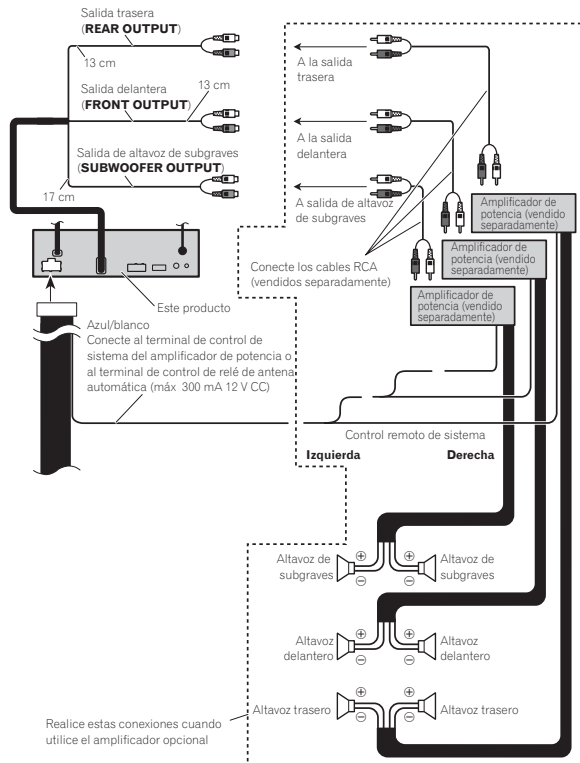 Salida trasera
(REAR OUTPUT)
13 cm
Salida delantera
(FRONT OUTPUT)
13 cm
Salida de altavoz de subgraves
(SUBWOOFER OUTPUT)
17 cm
A la salida
trasera
A la salida
delantera
A salida de altavoz
de subgraves
Conecte los cables RCA
(vendidos separadamente)
Amplificador de
potencia (vendido
separadamente)
Amplificador de
potencia (vendido
separadamente)
Amplificador de
potencia (vendido
separadamente)
Este producto
Azul/blanco
Conecte al terminal de control de
sistema del amplificador de potencia o
al terminal de control de relé de antena
automática (máx 300 mA 12 V CC)
Control remoto de sistema
Izquierda
Derecha
Altavoz de
subgraves
⊕
⊖
⊕
⊖
Altavoz de
subgraves
Altavoz
delantero
⊕
⊖
⊕
⊖
Altavoz
delantero
Altavoz trasero
⊕
⊖
⊕
⊖
Altavoz trasero
Realice estas conexiones cuando
utilice el amplificador opcional